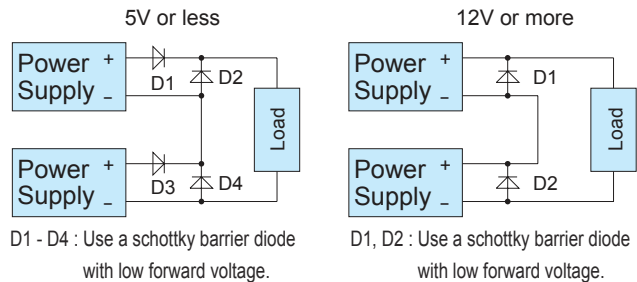 5V or less
Power + Supply −
D1
D2
Power + Supply −
D3
D4
Load
D1 - D4 : Use a schottky barrier diode
with low forward voltage.
12V or more
Power + Supply −
D1
Power + Supply −
D2
Load
D1, D2 : Use a schottky barrier diode
with low forward voltage.